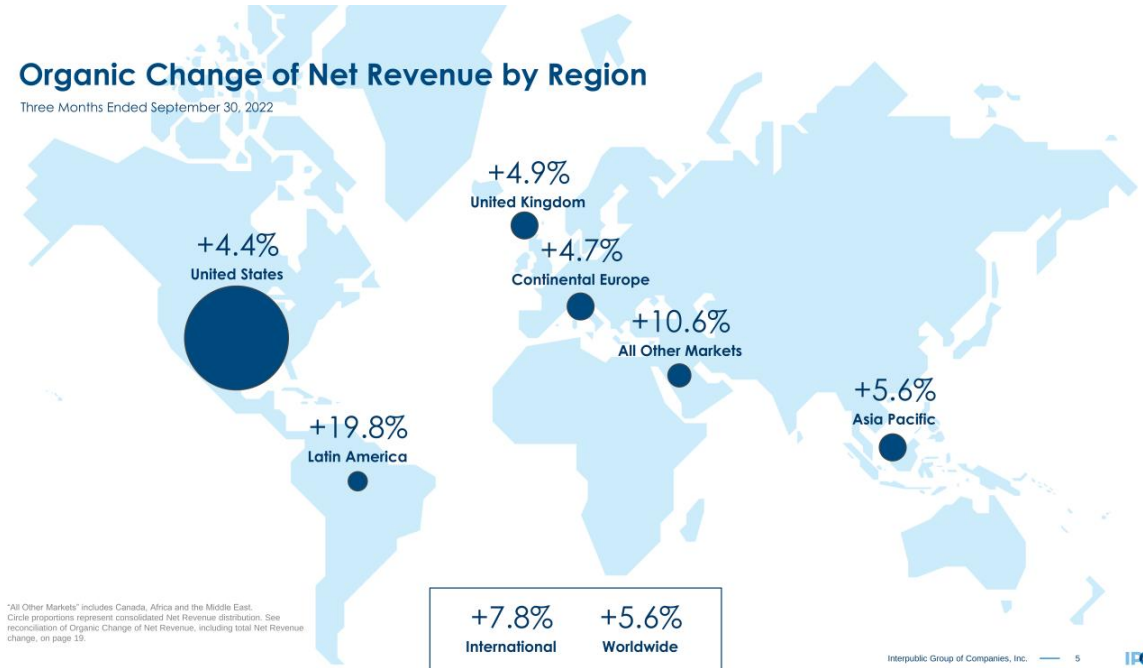 Organic Change of Net Revenue by Region
Three Months Ended September 30, 2022
+4.9%
United Kingdom
+4.4%
United States
+4.7%
Continental Europe
+10.6%
All Other Markets
+5.6%
Asia Pacific
+19.8%
Latin America
"All Other Markets" includes Canada, Africa and the Middle East.
Circle proportions represent consolidated Net Revenue distribution. See
reconciliation of Organic Change of Net Revenue, including total Net Revenue
change, on page 19.
+7.8% +5.6%
International Worldwide
Interpublic Group of Companies, Inc. 5